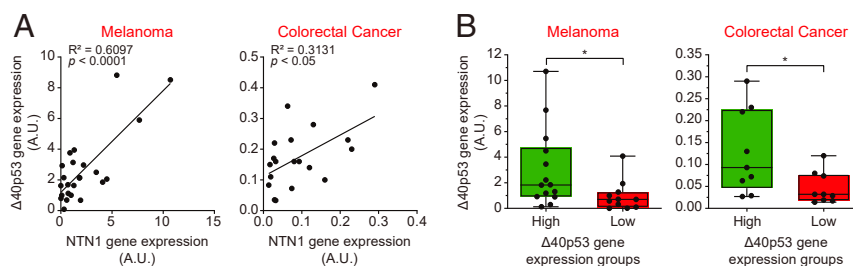 A
Melanoma
R² = 0.6097
p < 0.0001
Δ40p53 gene expression
(A.U.)
10
8
6
4
2
0
0
5
10
15
NTN1 gene expression
(A.U.)
Colorectal Cancer
R² = 0.3131
p < 0.05
0.5
0.4
0.3
0.2
0.1
0.0
0.0
0.1
0.2
0.3
0.4
NTN1 gene expression
(A.U.)
B
Melanoma
*
Δ40p53 gene expression
(A.U.)
12
10
8
6
4
2
0
High
Low
Δ40p53 gene
expression groups
Colorectal Cancer
*
0.35
0.30
0.25
0.20
0.15
0.10
0.05
0.00
High
Low
Δ40p53 gene
expression groups